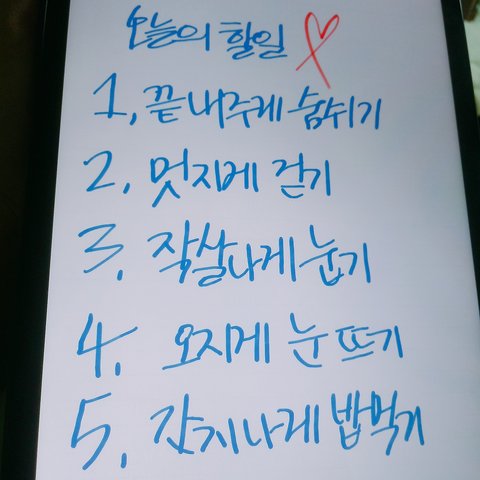 오늘의 할일
1, 끝내주게 숨쉬기
2, 멋지게 걷기
3, 작살나게 눕기
4. 오지게 눈뜨기
5, 간지나게 밥먹기